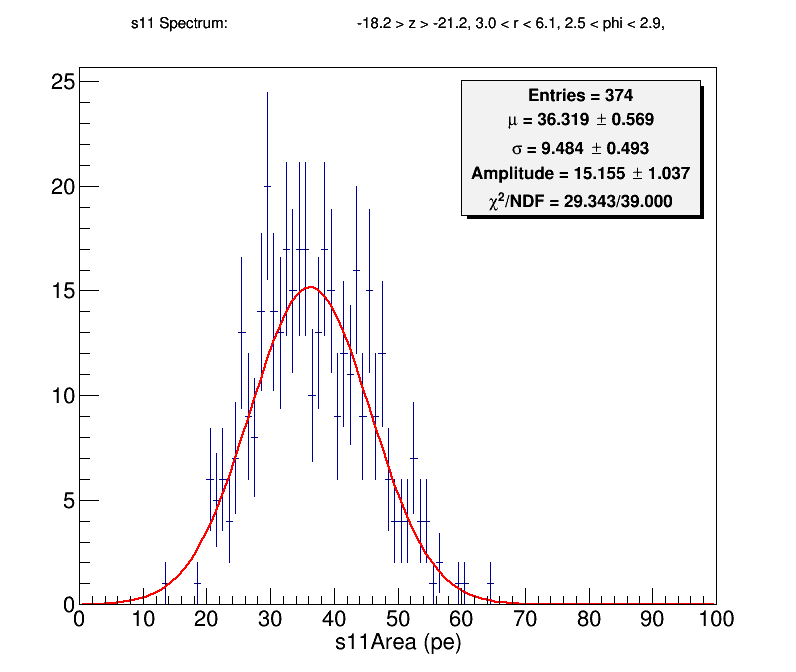 s11 Spectrum: -18.2 > z > -21.2, 3.0 < r < 6.1, 2.5 < phi < 2.9,
Entries = 374
μ = 36.319 ± 0.569
σ = 9.484 ± 0.493
Amplitude = 15.155 ± 1.037
χ²/NDF = 29.343/39.000
25
20
15
10
5
0
0 10 20 30 40 50 60 70 80 90 100
s11Area (pe)